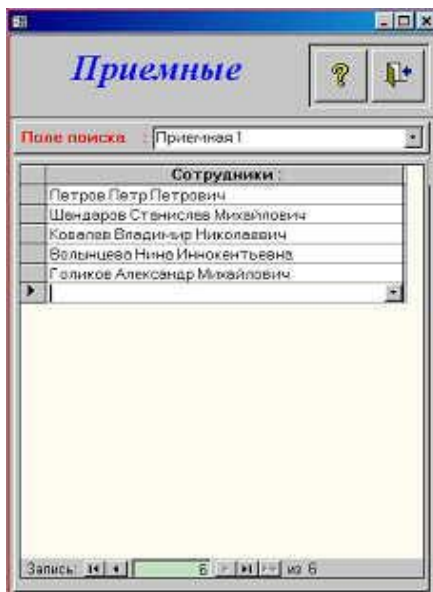 Приемные
Поле поиска : Приемная 1
Сотрудники :
Петров Петр Петрович
Шандаров Станислав Михайлович
Ковалев Владимир Николаевич
Волынцева Нина Иннокентьевна
Голиков Александр Михайлович
Запись: 6 из 6